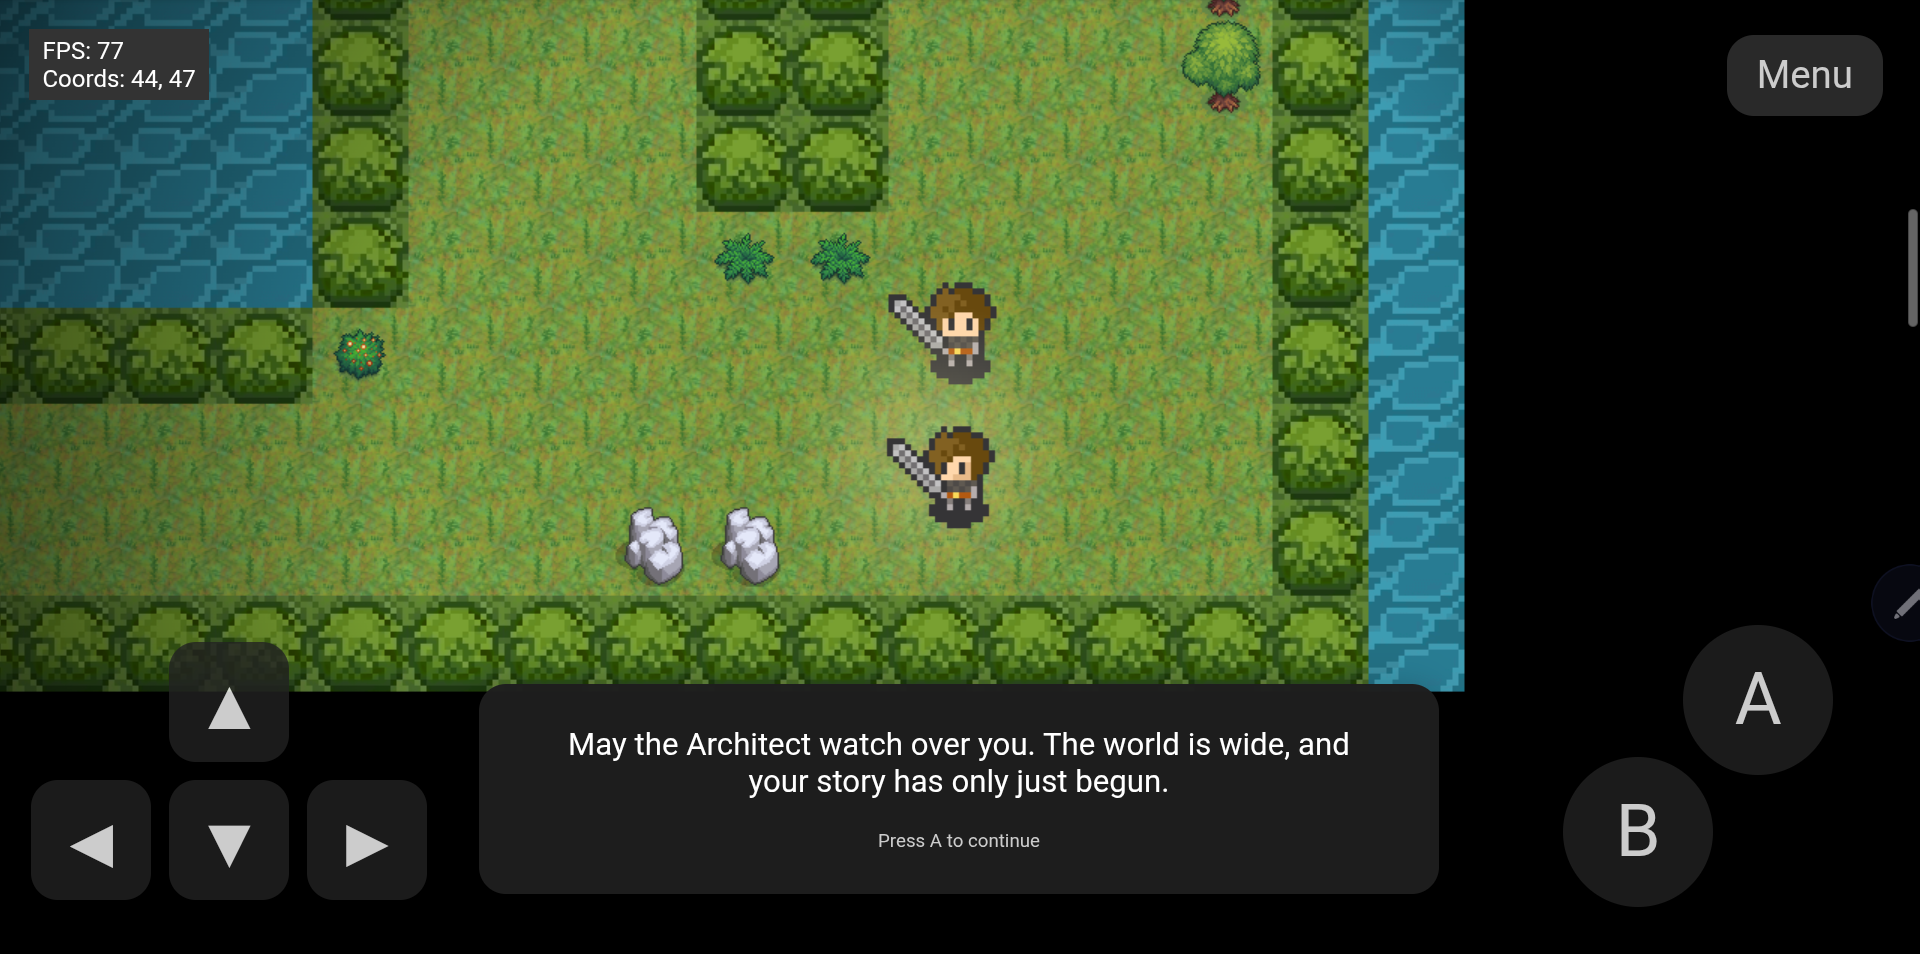 FPS: 77
Coords: 44, 47
Menu
May the Architect watch over you. The world is wide, and
your story has only just begun.
Press A to continue
A
B